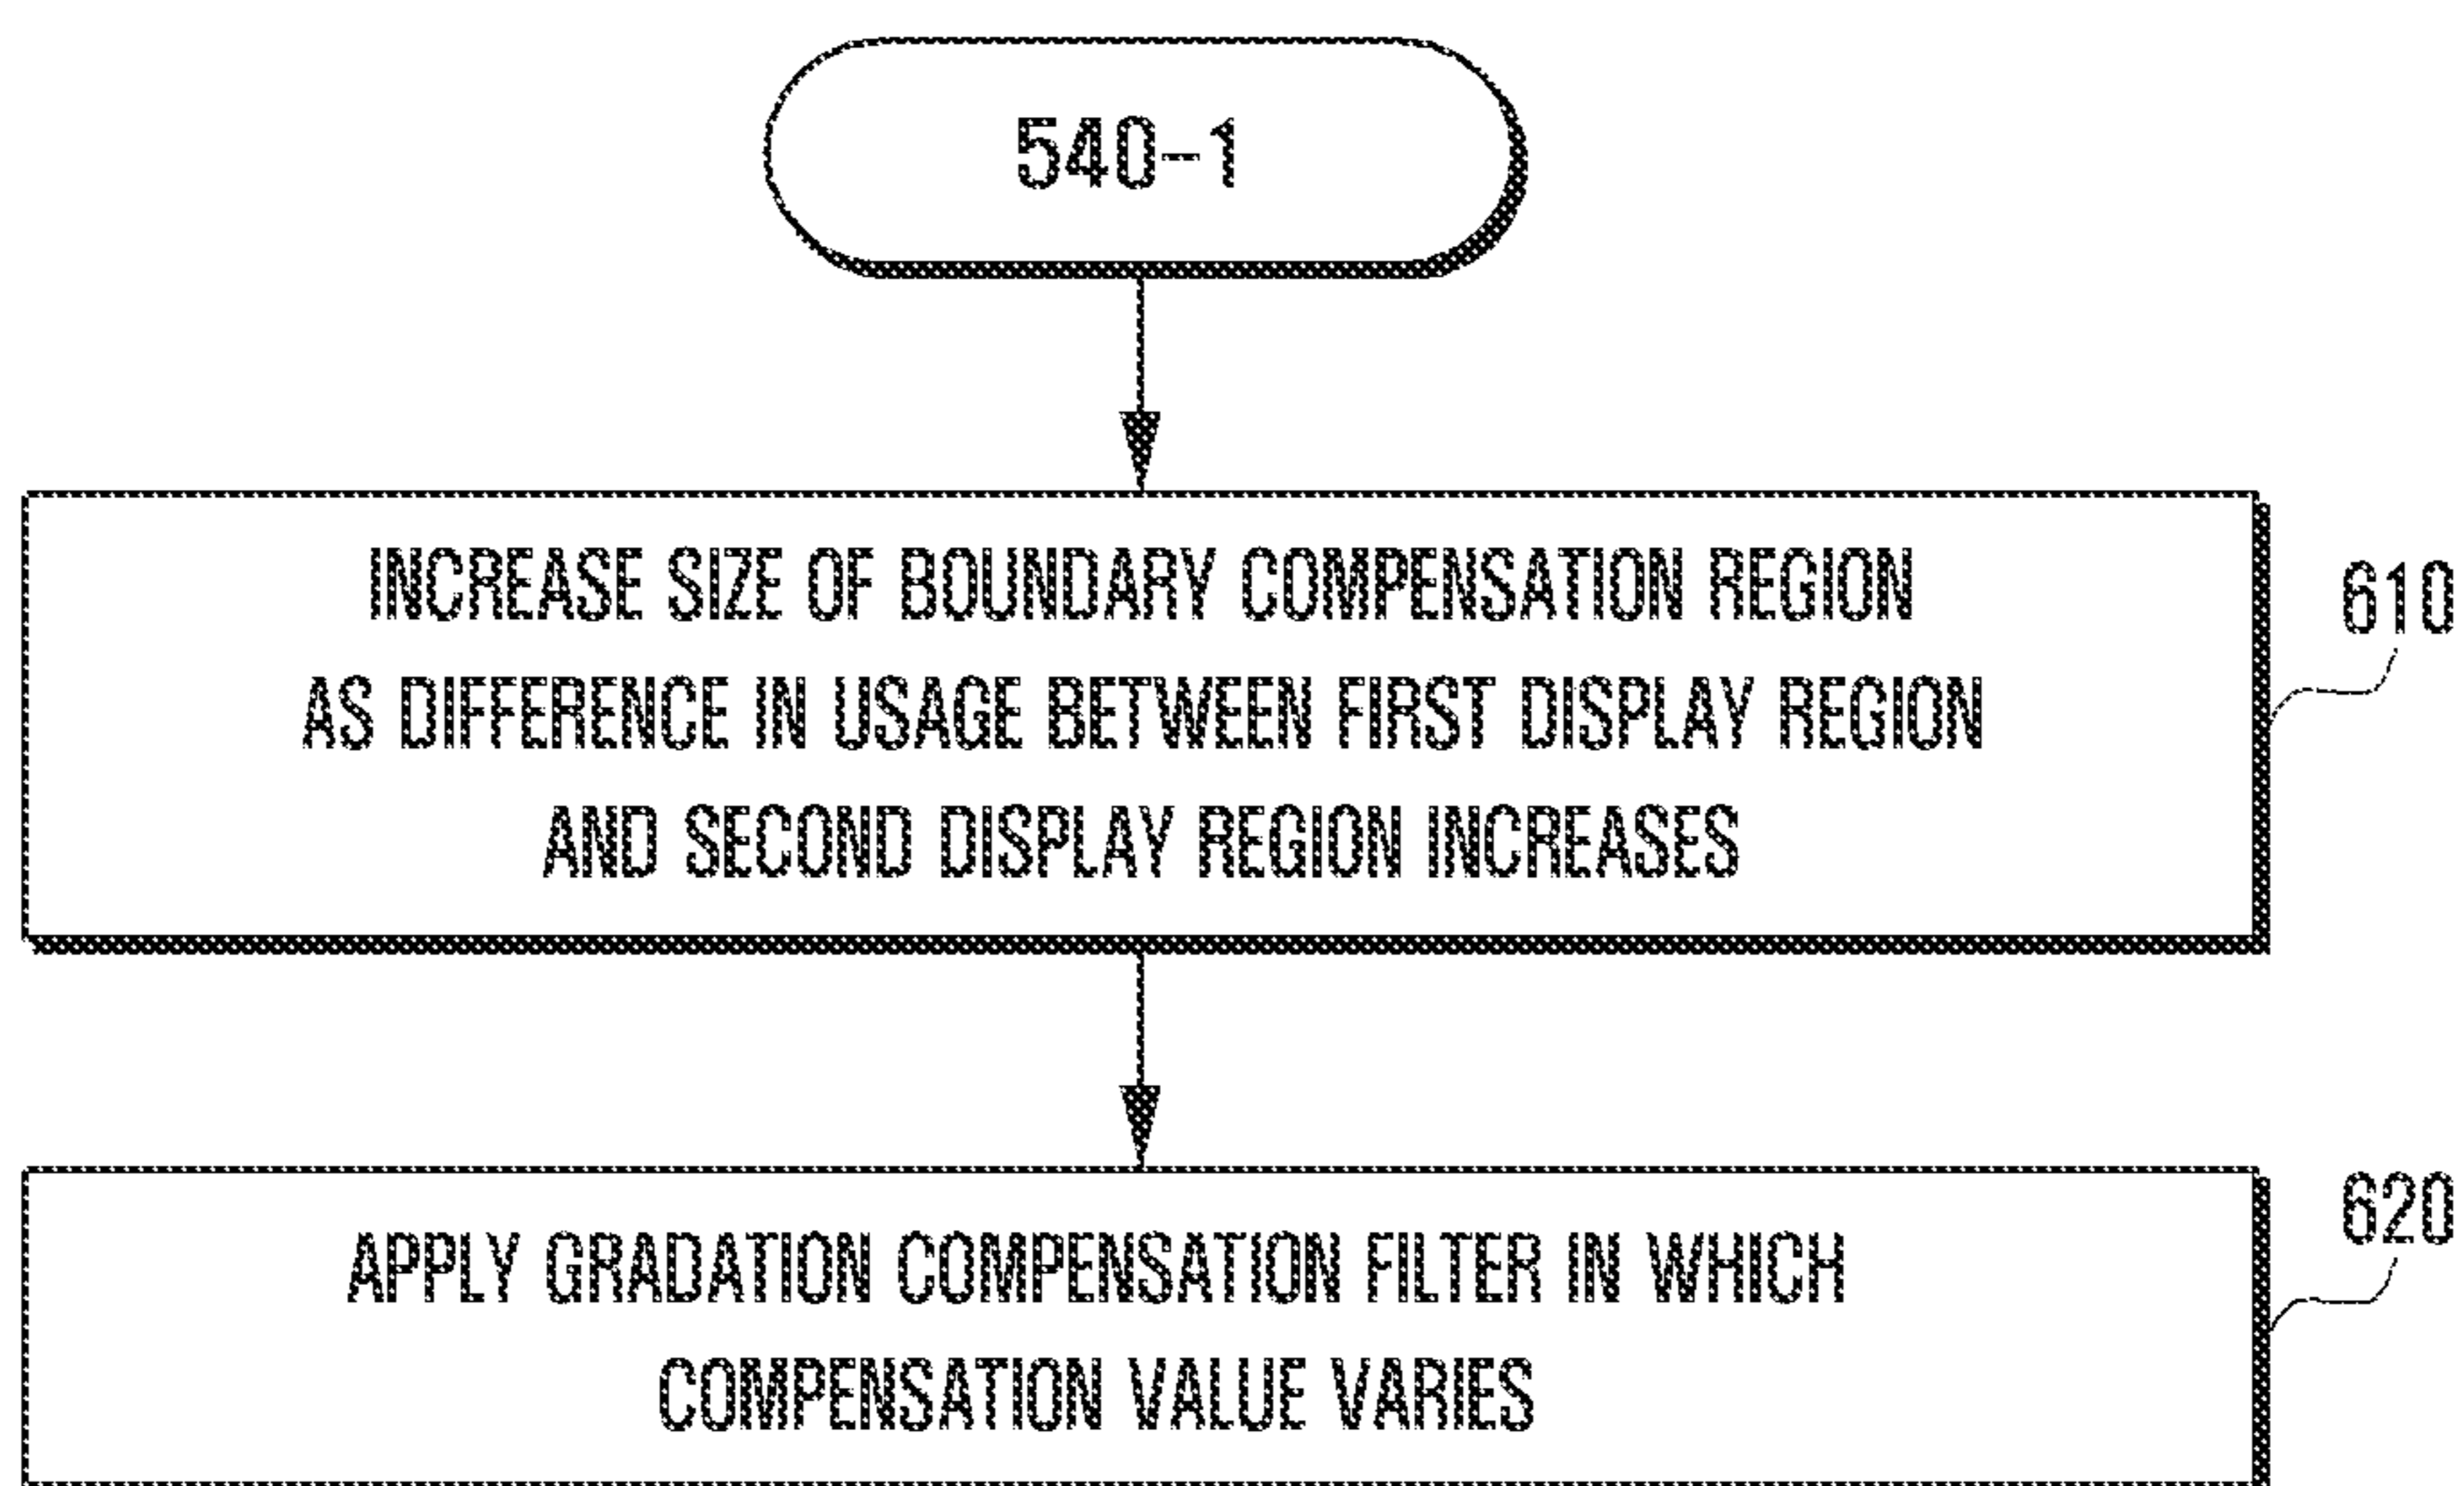 540-1
INCREASE SIZE OF BOUNDARY COMPENSATION REGION
AS DIFFERENCE IN USAGE BETWEEN FIRST DISPLAY REGION
AND SECOND DISPLAY REGION INCREASES
610
APPLY GRADATION COMPENSATION FILTER IN WHICH
COMPENSATION VALUE VARIES
620